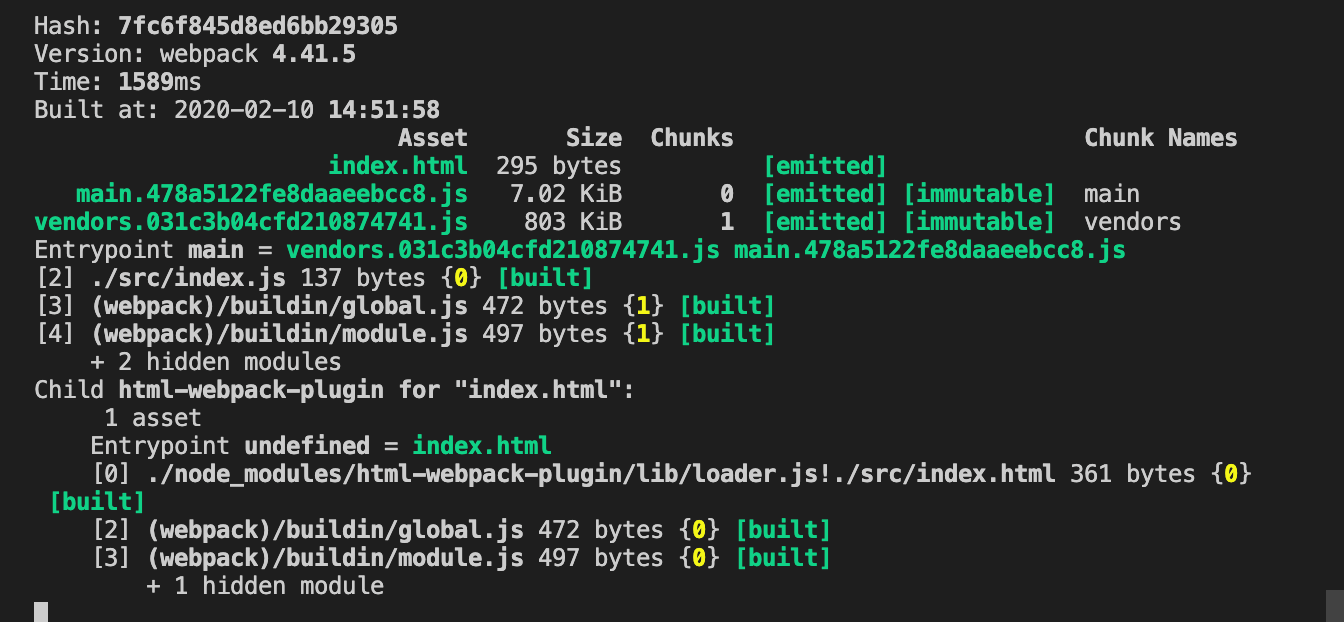 Hash: 7fc6f845d8ed6bb29305
Version: webpack 4.41.5
Time: 1589ms
Built at: 2020-02-10 14:51:58
Asset Size Chunks Chunk Names
index.html 295 bytes [emitted]
main.478a5122fe8daaeebcc8.js 7.02 KiB 0 [emitted] [immutable] main
vendors.031c3b04cfd210874741.js 803 KiB 1 [emitted] [immutable] vendors
Entrypoint main = vendors.031c3b04cfd210874741.js main.478a5122fe8daaeebcc8.js
[2] ./src/index.js 137 bytes {0} [built]
[3] (webpack)/buildin/global.js 472 bytes {1} [built]
[4] (webpack)/buildin/module.js 497 bytes {1} [built]
+ 2 hidden modules
Child html-webpack-plugin for "index.html":
1 asset
Entrypoint undefined = index.html
[0] ./node_modules/html-webpack-plugin/lib/loader.js!./src/index.html 361 bytes {0}
[built]
[2] (webpack)/buildin/global.js 472 bytes {0} [built]
[3] (webpack)/buildin/module.js 497 bytes {0} [built]
+ 1 hidden module